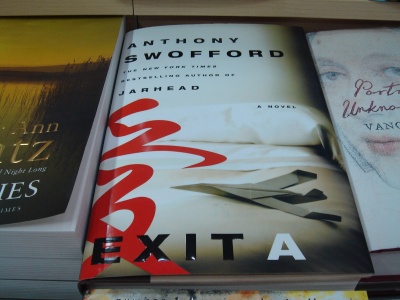 ANTHONY
SWOFFORD
THE NEW YORK TIMES
BESTSELLING AUTHOR OF
JARHEAD
A NOVEL
EXIT A
Ann
tz
Night Long
IES
TIMES
Unkno
VANC